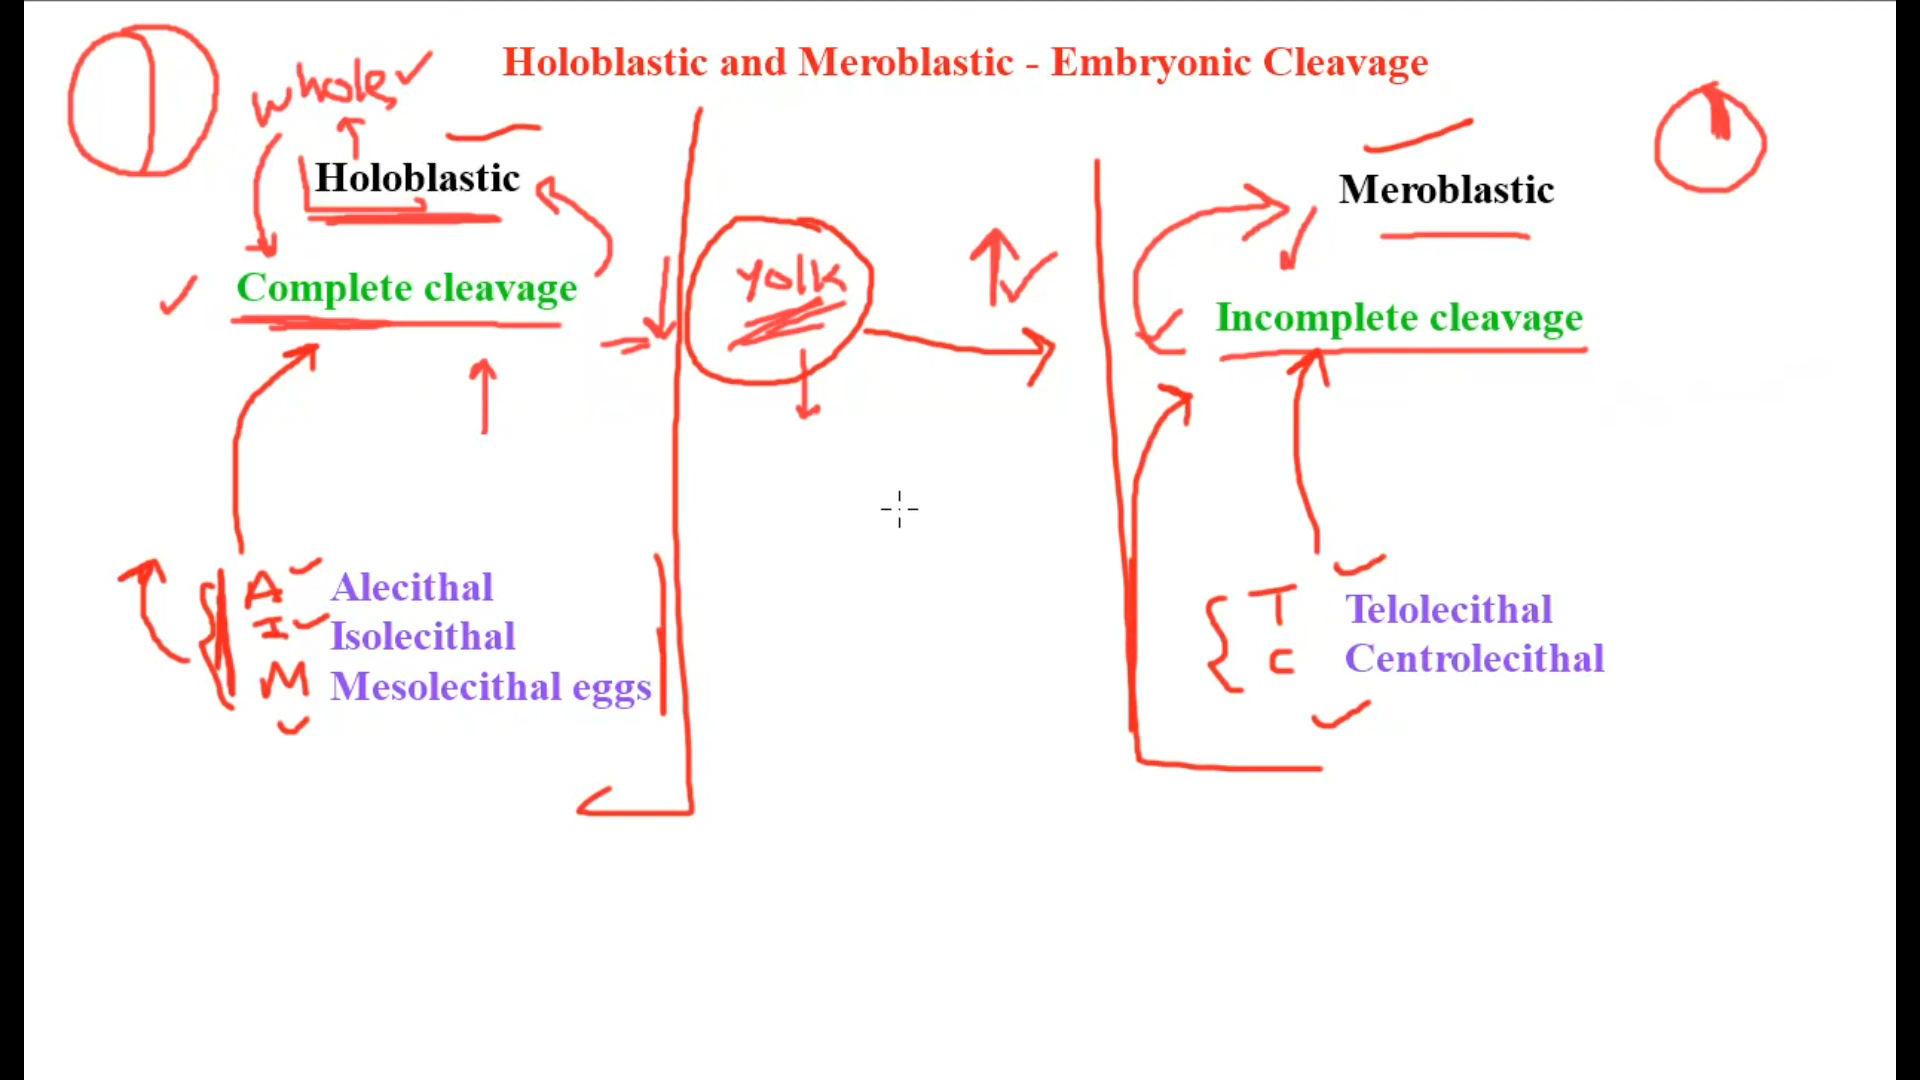 Holoblastic and Meroblastic - Embryonic Cleavage
whole
Holoblastic
Complete cleavage
A Alecithal
I Isolecithal
M Mesolecithal eggs
yolk
Meroblastic
Incomplete cleavage
T Telolecithal
C Centrolecithal